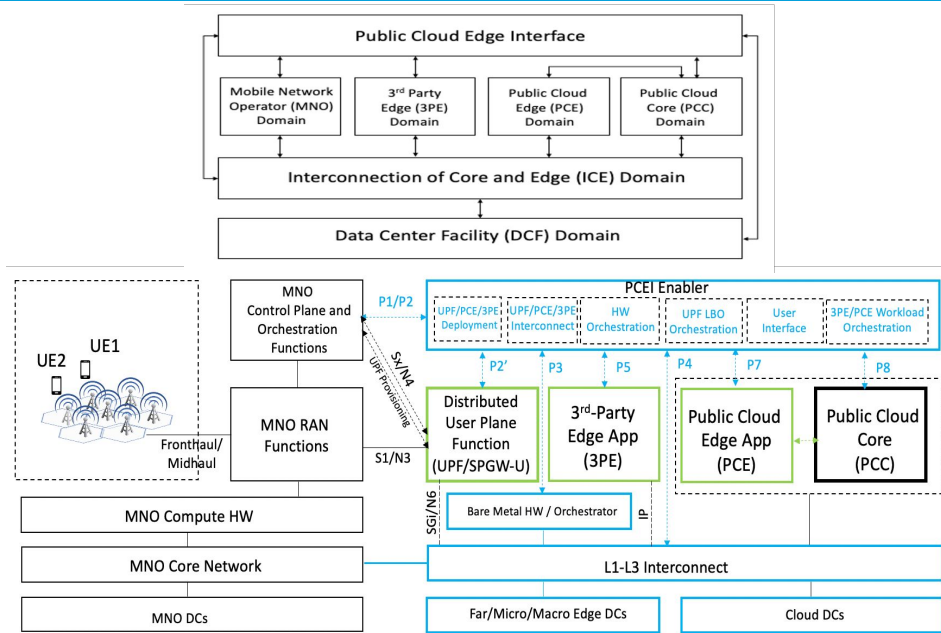 Public Cloud Edge Interface
Mobile Network
Operator (MNO)
Domain
3rd Party
Edge (3PE)
Domain
Public Cloud
Edge (PCE)
Domain
Public Cloud
Core (PCC)
Domain
Interconnection of Core and Edge (ICE) Domain
Data Center Facility (DCF) Domain
MNO
Control Plane and
Orchestration
Functions
P1/P2
PCEI Enabler
UPF/PCE/3PE
Deployment
UPF/PCE/3PE
Interconnect
HW
Orchestration
UPF LBO
Orchestration
User
Interface
3PE/PCE Workload
Orchestration
UE2
UE1
Sx/N4
UPF Provisioning
P2'
P3
P5
P4
P7
P8
Fronthaul/
Midhaul
MNO RAN
Functions
S1/N3
Distributed
User Plane
Function
(UPF/SPGW-U)
3rd-Party
Edge App
(3PE)
Public Cloud
Edge App
(PCE)
Public Cloud
Core
(PCC)
SGi/N6
Bare Metal HW / Orchestrator
IP
MNO Compute HW
MNO Core Network
L1-L3 Interconnect
MNO DCs
Far/Micro/Macro Edge DCs
Cloud DCs